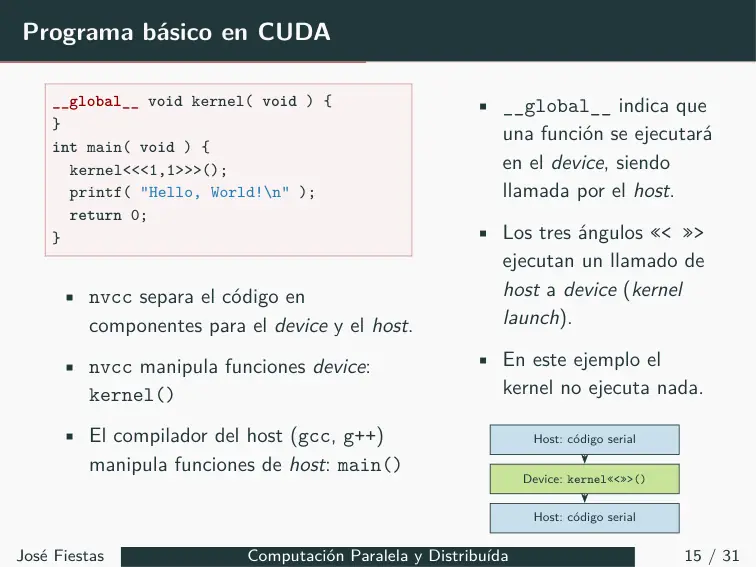 Programa básico en CUDA
__global__ void kernel( void ) {
}
int main( void ) {
  kernel<<<1,1>>>();
  printf( "Hello, World!\n" );
  return 0;
}
▪ nvcc separa el código en
componentes para el device y el host.
▪ nvcc manipula funciones device:
kernel()
▪ El compilador del host (gcc, g++)
manipula funciones de host: main()
▪ __global__ indica que
una función se ejecutará
en el device, siendo
llamada por el host.
▪ Los tres ángulos «< »>
ejecutan un llamado de
host a device (kernel
launch).
▪ En este ejemplo el
kernel no ejecuta nada.
Host: código serial
Device: kernel«<»>()
Host: código serial
José Fiestas
Computación Paralela y Distribuída
15 / 31